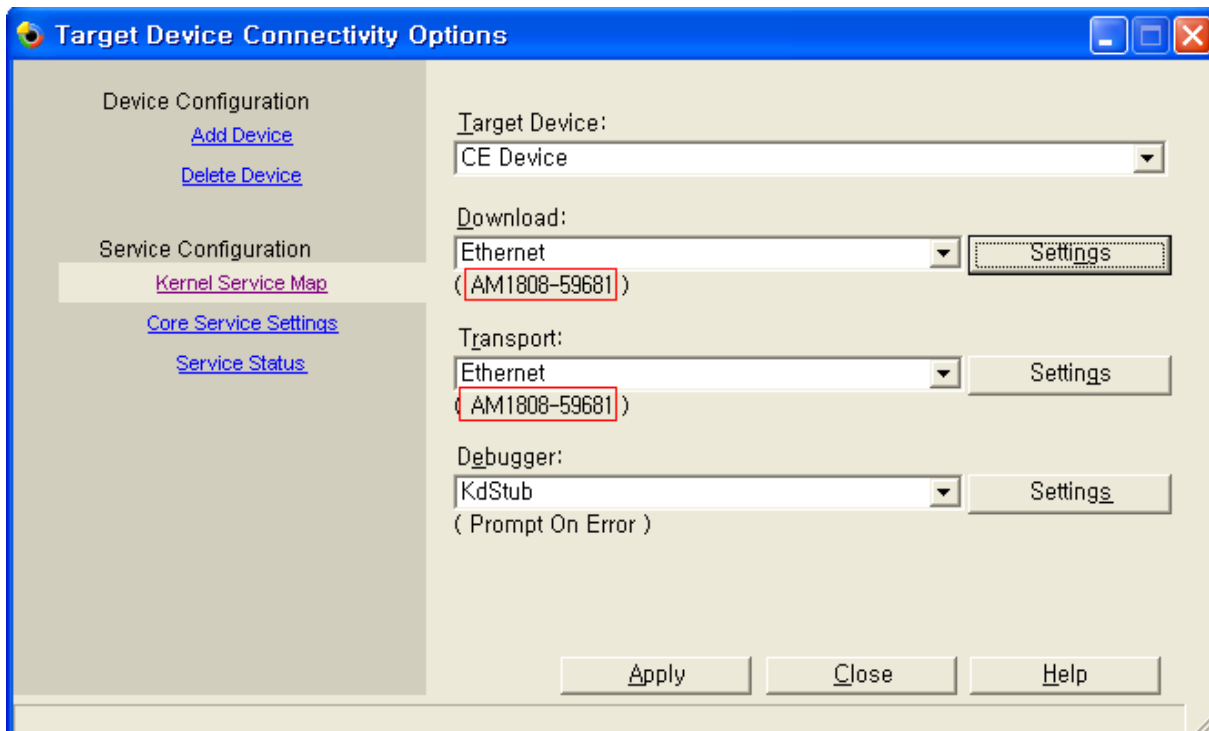 Target Device Connectivity Options
Device Configuration
Add Device
Delete Device
Service Configuration
Kernel Service Map
Core Service Settings
Service Status
Target Device:
CE Device
Download:
Ethernet
Settings
( AM1808-59681 )
Transport:
Ethernet
Settings
( AM1808-59681 )
Debugger:
KdStub
Settings
( Prompt On Error )
Apply
Close
Help